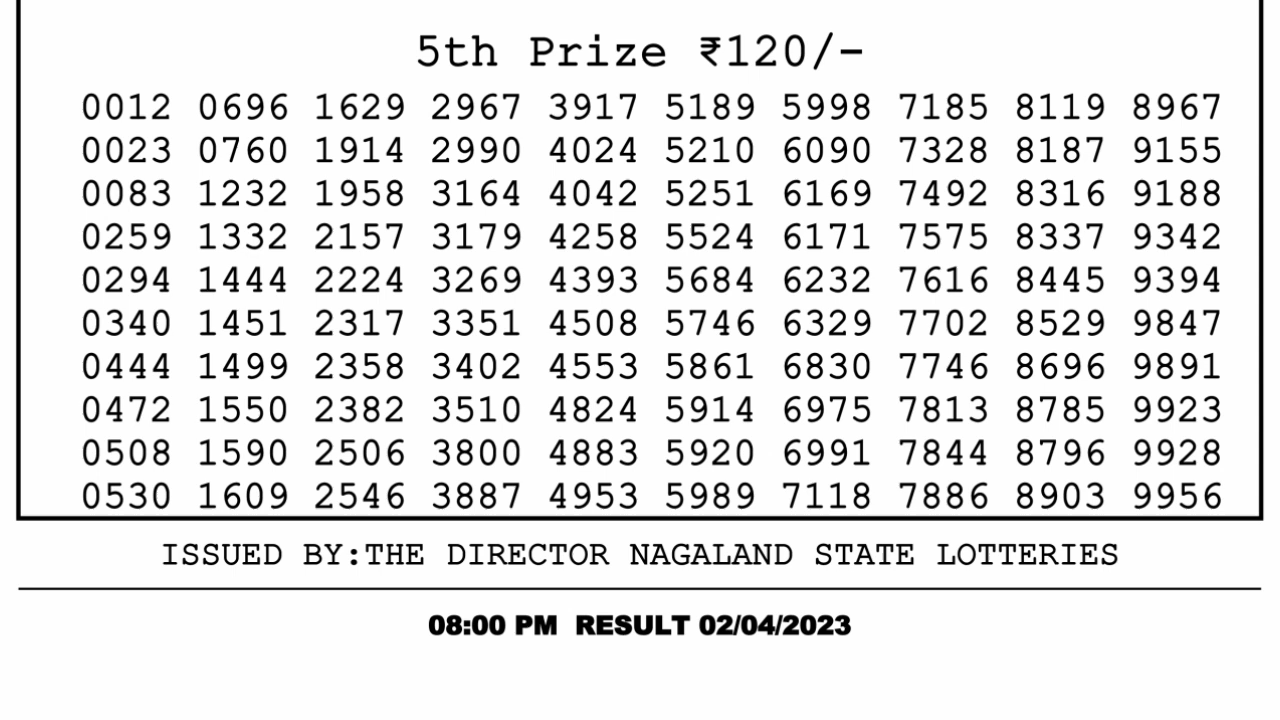 5th Prize ₹120/-
0012 0696 1629 2967 3917 5189 5998 7185 8119 8967
0023 0760 1914 2990 4024 5210 6090 7328 8187 9155
0083 1232 1958 3164 4042 5251 6169 7492 8316 9188
0259 1332 2157 3179 4258 5524 6171 7575 8337 9342
0294 1444 2224 3269 4393 5684 6232 7616 8445 9394
0340 1451 2317 3351 4508 5746 6329 7702 8529 9847
0444 1499 2358 3402 4553 5861 6830 7746 8696 9891
0472 1550 2382 3510 4824 5914 6975 7813 8785 9923
0508 1590 2506 3800 4883 5920 6991 7844 8796 9928
0530 1609 2546 3887 4953 5989 7118 7886 8903 9956
ISSUED BY:THE DIRECTOR NAGALAND STATE LOTTERIES
08:00 PM RESULT 02/04/2023